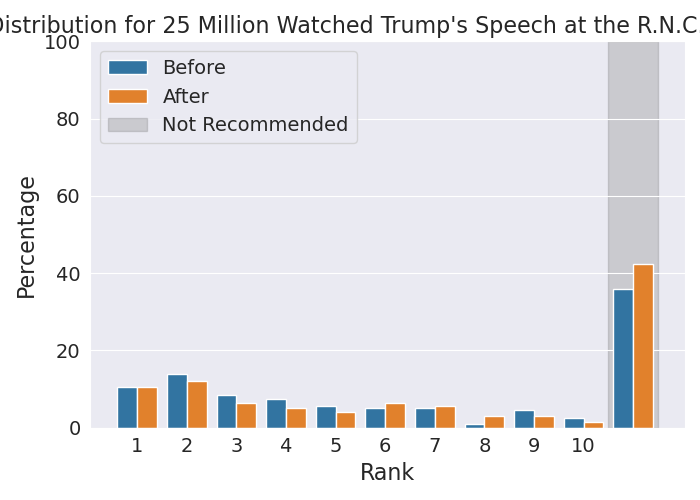 Distribution for 25 Million Watched Trump's Speech at the R.N.C.
100
80
60
40
20
0
Percentage
Before
After
Not Recommended
1 2 3 4 5 6 7 8 9 10
Rank